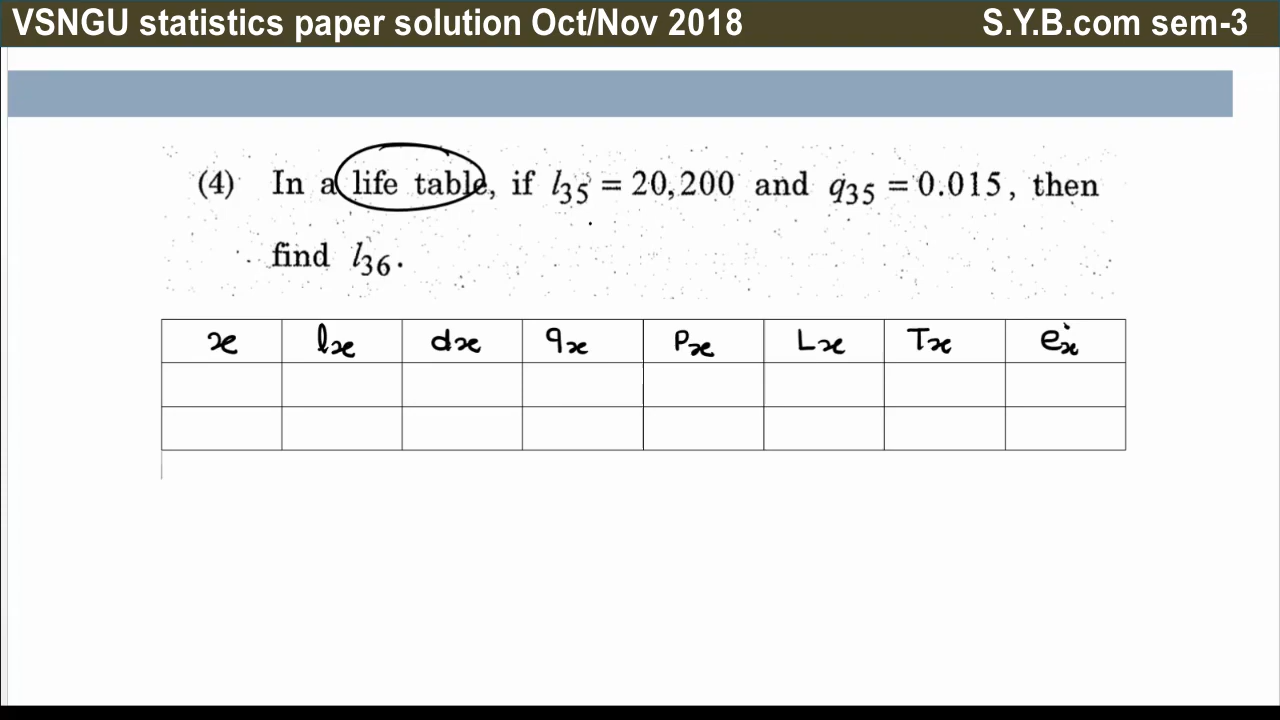 VSNGU statistics paper solution Oct/Nov 2018 S.Y.B.com sem-3
(4) In a life table, if l₃₅ = 20,200 and q₃₅ = 0.015, then
find l₃₆.
x lx dx qx Px Lx Tx e°x